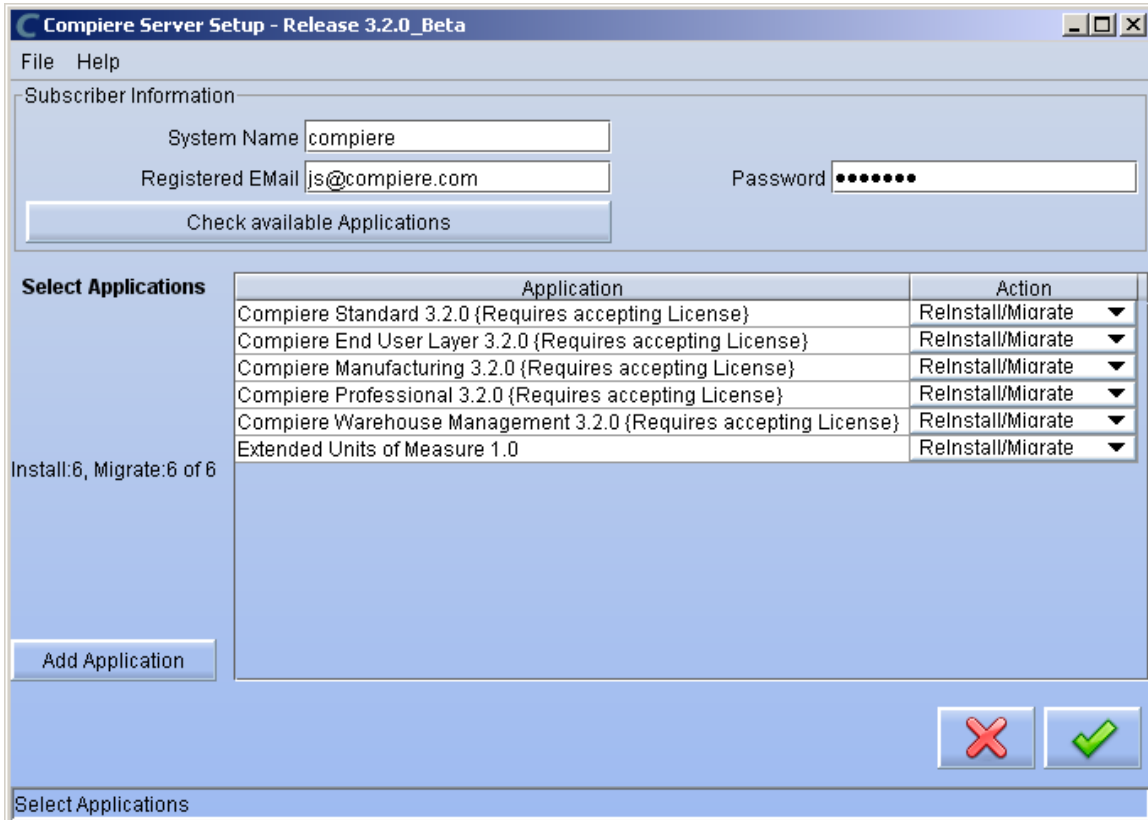 Compiere Server Setup - Release 3.2.0_Beta
File Help
Subscriber Information
System Name compiere
Registered EMail js@compiere.com Password •••••••
Check available Applications
Select Applications Application Action
Compiere Standard 3.2.0 {Requires accepting License} ReInstall/Migrate
Compiere End User Layer 3.2.0 {Requires accepting License} ReInstall/Migrate
Compiere Manufacturing 3.2.0 {Requires accepting License} ReInstall/Migrate
Compiere Professional 3.2.0 {Requires accepting License} ReInstall/Migrate
Compiere Warehouse Management 3.2.0 {Requires accepting License} ReInstall/Migrate
Extended Units of Measure 1.0 ReInstall/Migrate
Install:6, Migrate:6 of 6
Add Application
Select Applications